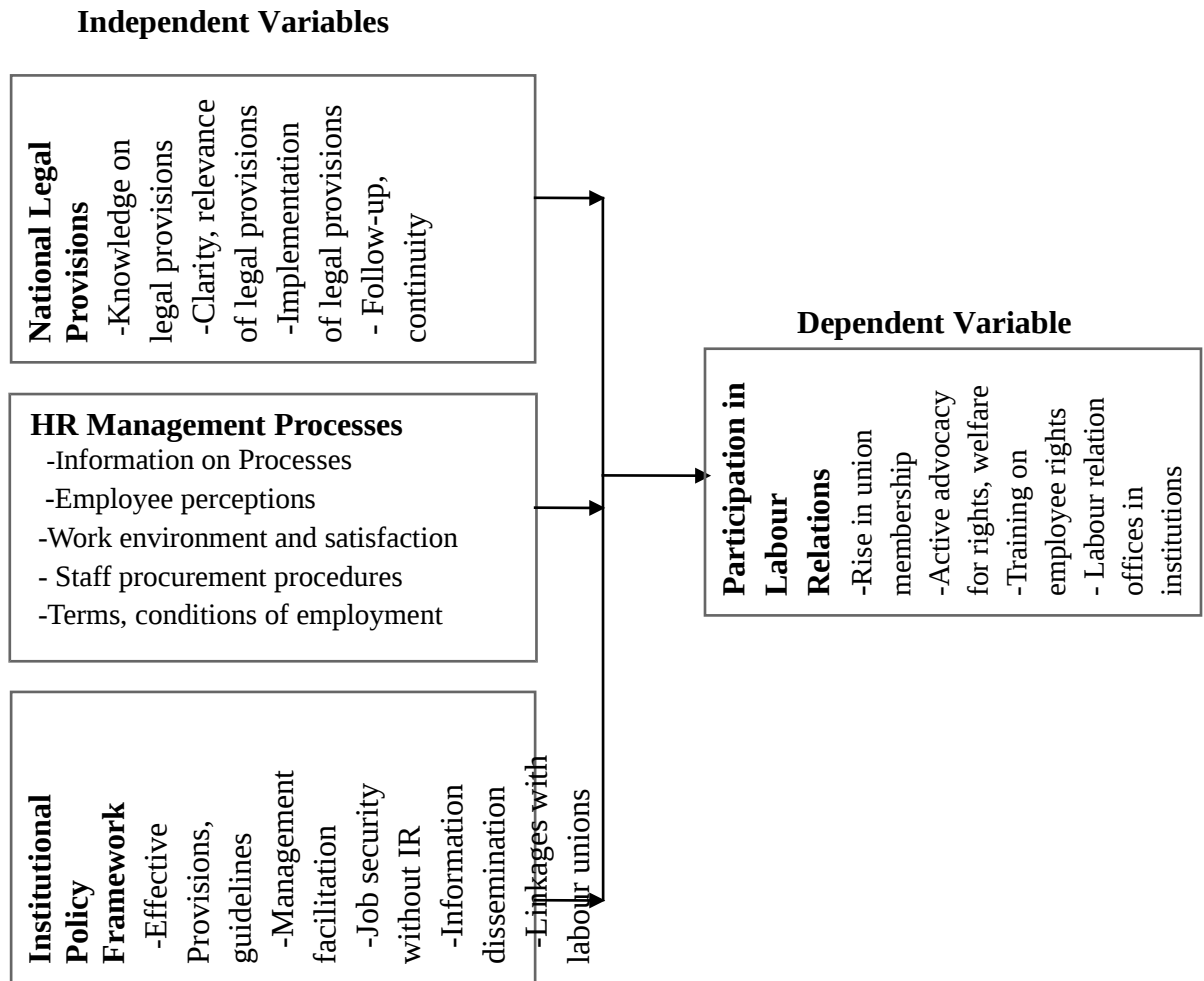 Independent Variables
National Legal
Provisions
-Knowledge on
legal provisions
-Clarity, relevance
of legal provisions
-Implementation
of legal provisions
- Follow-up,
continuity
HR Management Processes
-Information on Processes
-Employee perceptions
-Work environment and satisfaction
- Staff procurement procedures
-Terms, conditions of employment
Institutional
Policy
Framework
-Effective
Provisions,
guidelines
-Management
facilitation
-Job security
without IR
-Information
dissemination
-Linkages with
labour unions
Dependent Variable
Participation in
Labour
Relations
-Rise in union
membership
-Active advocacy
for rights, welfare
-Training on
employee rights
- Labour relation
offices in
institutions